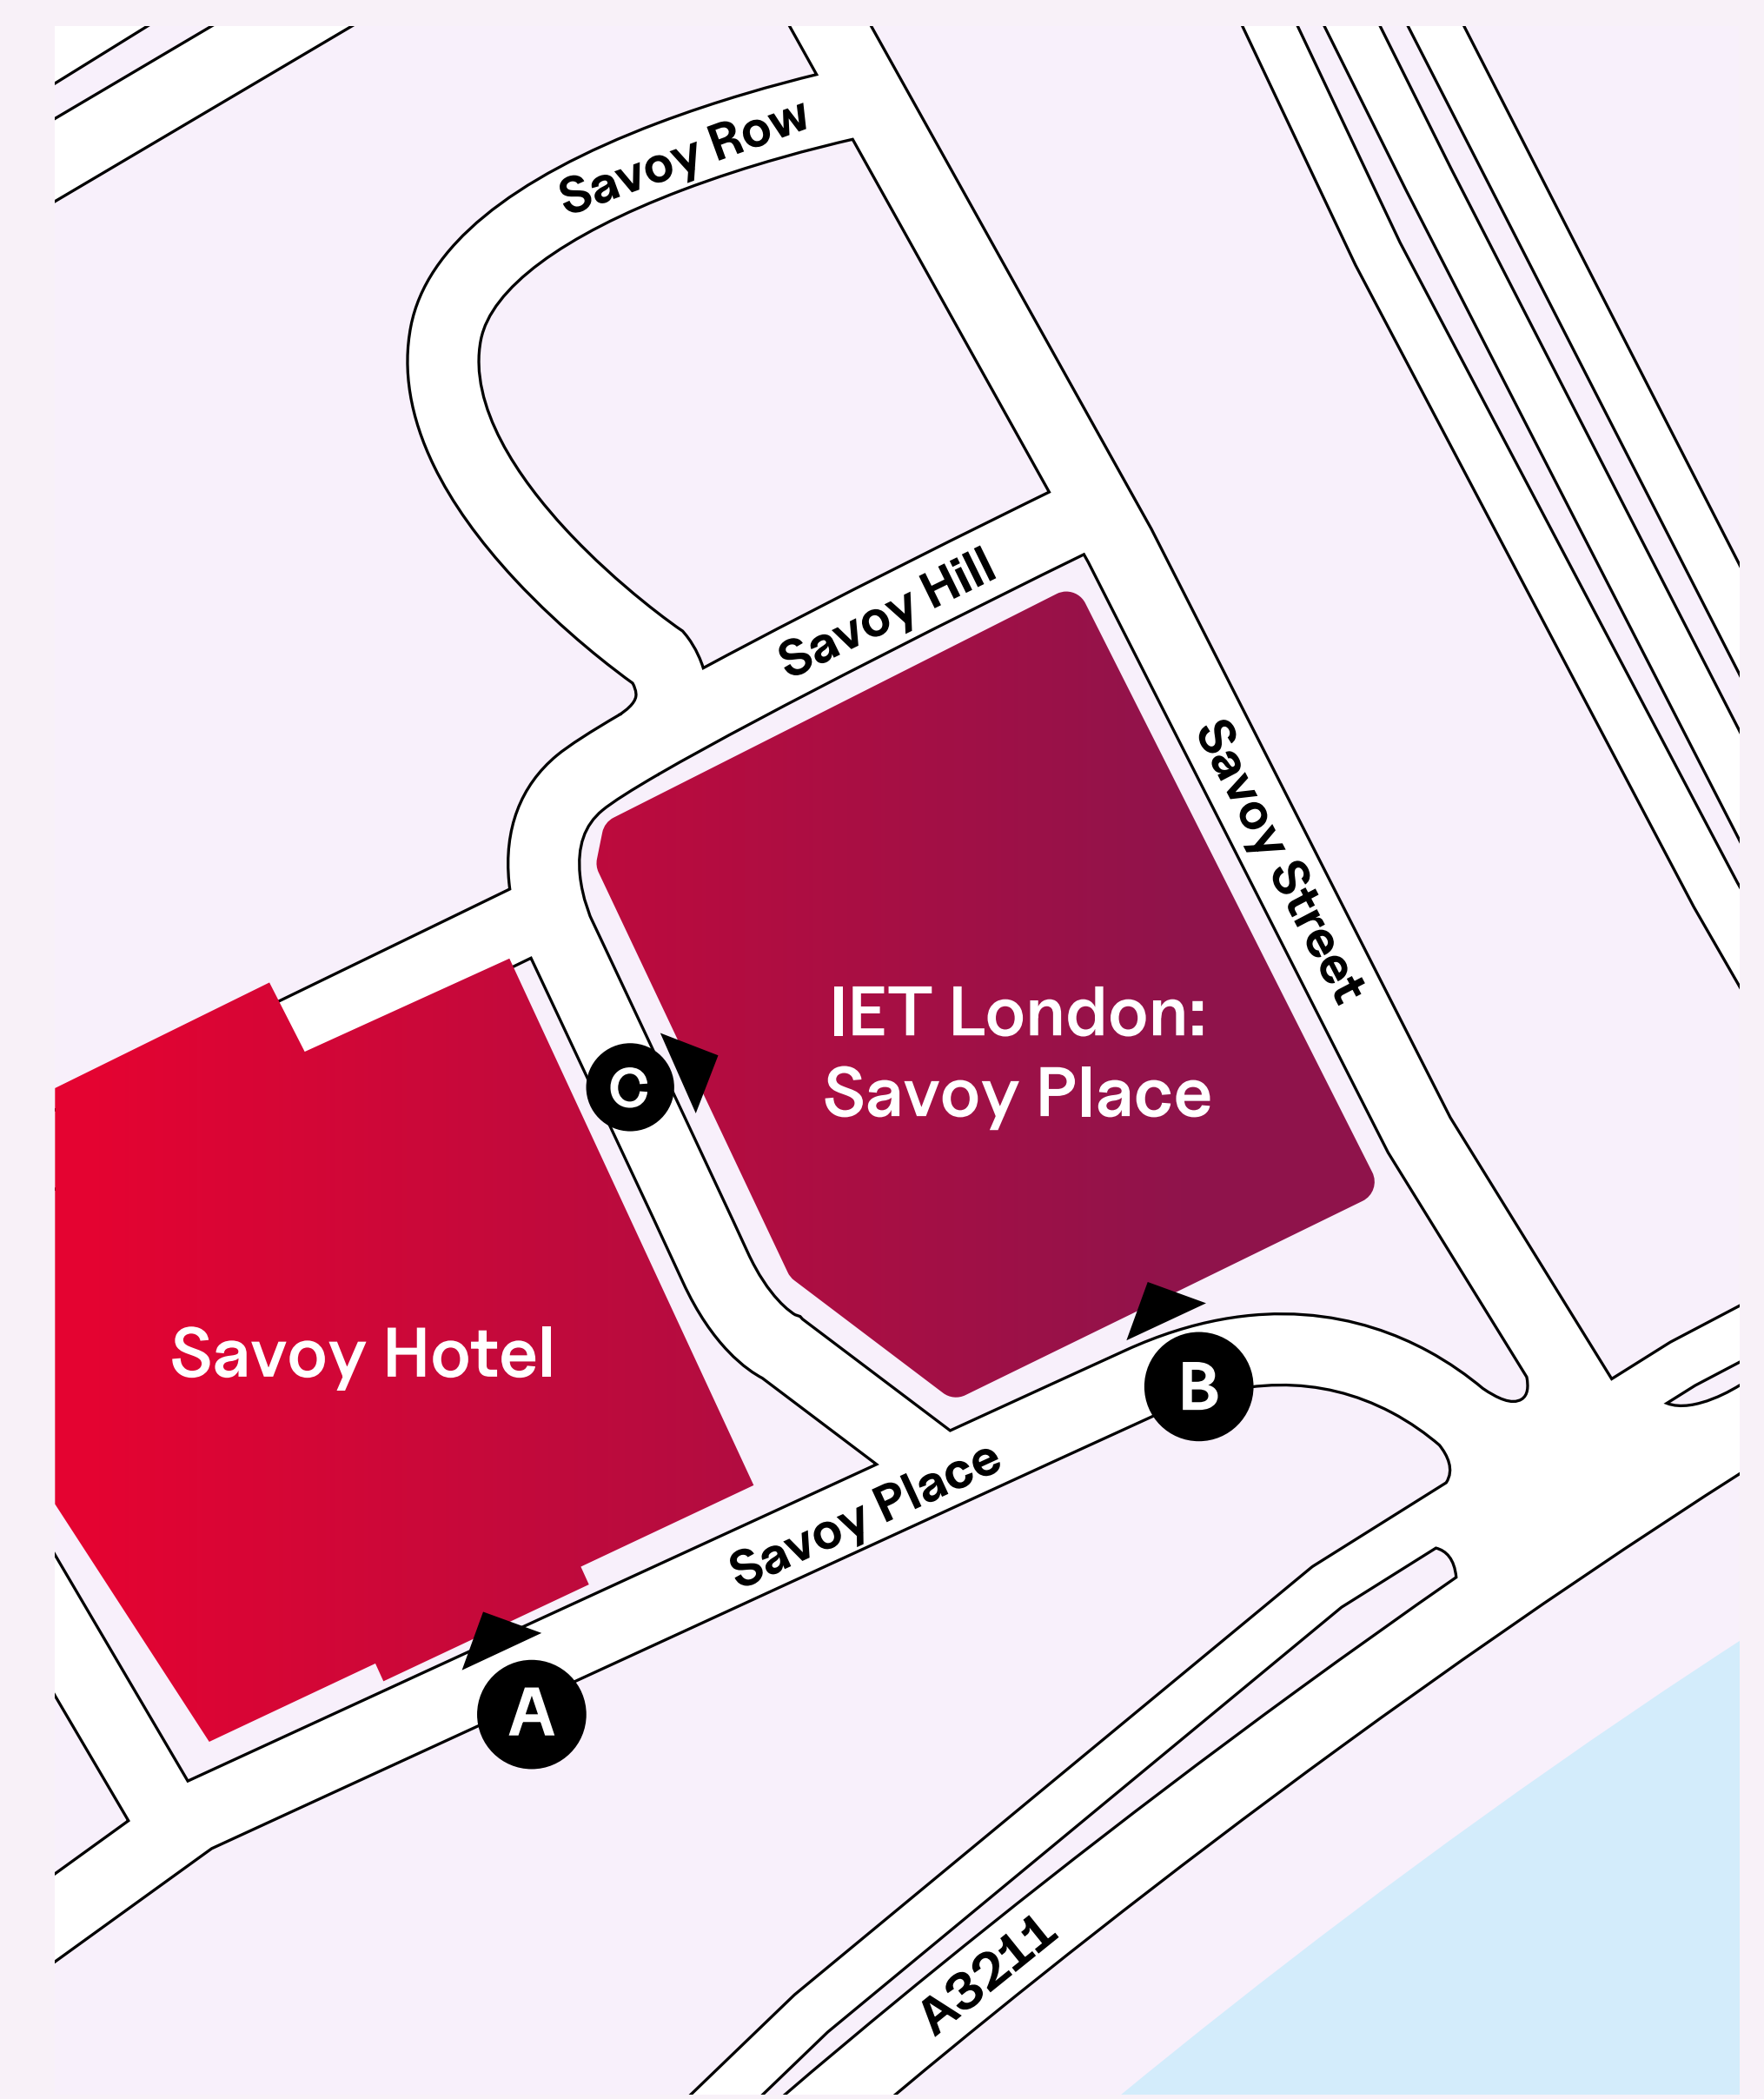 Savoy Row
Savoy Hill
Savoy Street
IET London:
Savoy Place
C
Savoy Hotel
B
Savoy Place
A
A3211